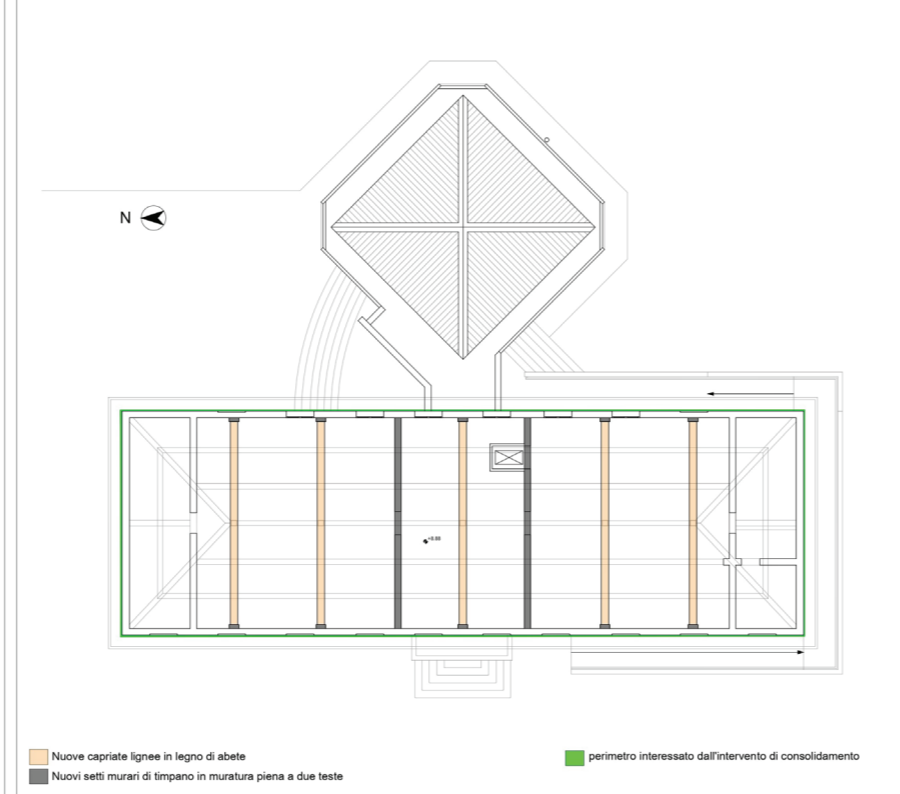 N
Nuove capriate lignee in legno di abete
Nuovi setti murari di timpano in muratura piena a due teste
perimetro interessato dall'intervento di consolidamento